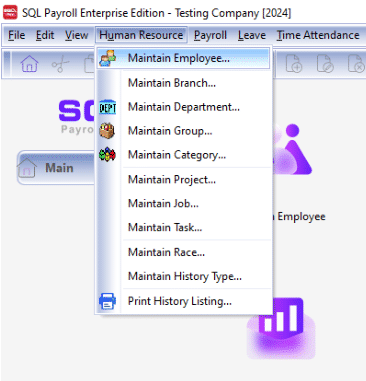 SQL Payroll Enterprise Edition - Testing Company [2024]
File Edit View Human Resource Payroll Leave Time Attendance
Maintain Employee...
Maintain Branch...
DEPT Maintain Department...
Maintain Group...
Maintain Category...
Maintain Project...
Maintain Job...
Maintain Task...
Maintain Race...
Maintain History Type...
Print History Listing...
SQ
Payro
Main
Employee